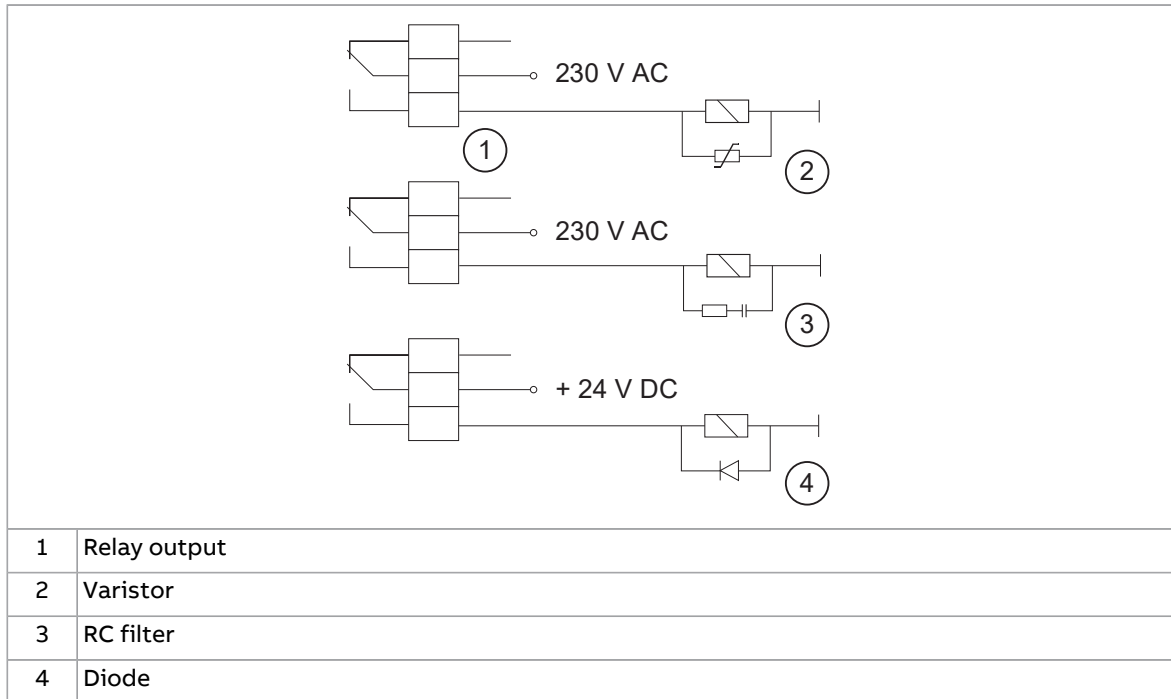 230 V AC
1
2
230 V AC
3
+ 24 V DC
4
1 Relay output
2 Varistor
3 RC filter
4 Diode